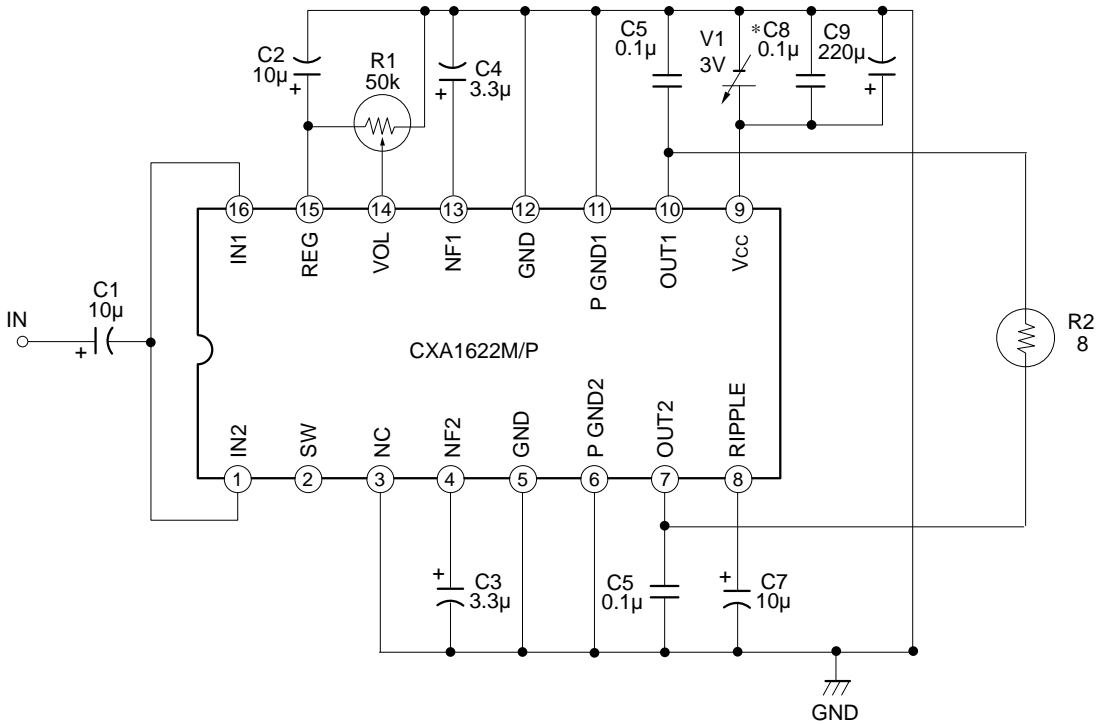 C2
10μ
+
R1
50k
C4
3.3μ
+
C5
0.1μ
V1
3V
*C8
0.1μ
C9
220μ
+
16
15
14
13
12
11
10
9
IN1
REG
VOL
NF1
GND
P GND1
OUT1
VCC
C1
10μ
IN
+
CXA1622M/P
R2
8
IN2
SW
NC
NF2
GND
P GND2
OUT2
RIPPLE
1
2
3
4
5
6
7
8
+
C3
3.3μ
C5
0.1μ
+
C7
10μ
GND